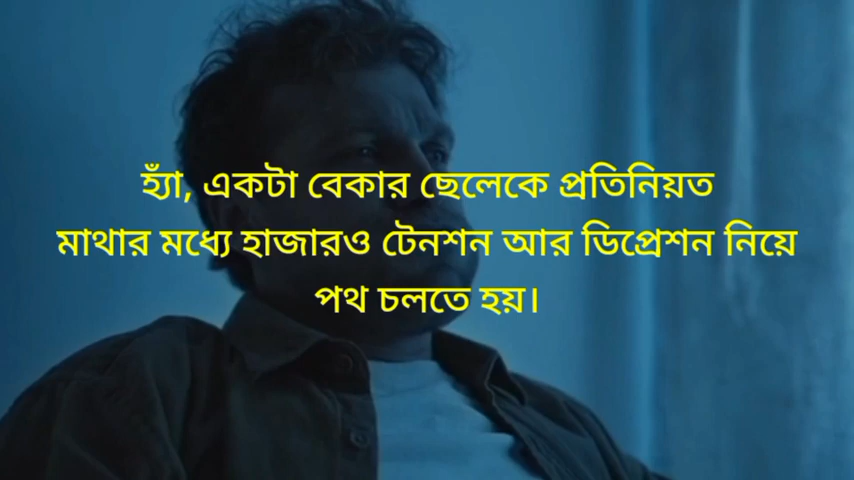 হ্যাঁ, একটা বেকার ছেলেকে প্রতিনিয়ত
মাথার মধ্যে হাজারও টেনশন আর ডিপ্রেশন নিয়ে
পথ চলতে হয়।